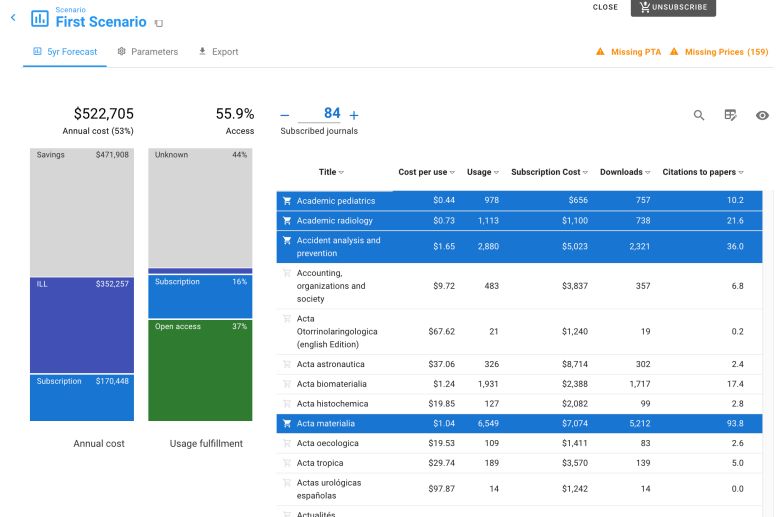 Scenario
First Scenario
CLOSE
UNSUBSCRIBE
5yr Forecast
Parameters
Export
Missing PTA
Missing Prices (159)
$522,705
Annual cost (53%)
55.9%
Access
84
Subscribed journals
Savings $471,908
ILL $352,257
Subscription $170,448
Annual cost
Unknown 44%
Subscription 16%
Open access 37%
Usage fulfillment
Title Cost per use Usage Subscription Cost Downloads Citations to papers
Academic pediatrics $0.44 978 $656 757 10.2
Academic radiology $0.73 1,113 $1,100 738 21.6
Accident analysis and
prevention $1.65 2,880 $5,023 2,321 36.0
Accounting,
organizations and $9.72 483 $3,837 357 6.8
society
Acta
Otorrinolaringologica $67.62 21 $1,240 19 0.2
(english Edition)
Acta astronautica $37.06 326 $8,714 302 2.4
Acta biomaterialia $1.24 1,931 $2,388 1,717 17.4
Acta histochemica $19.85 127 $2,082 99 2.8
Acta materialia $1.04 6,549 $7,074 5,212 93.8
Acta oecologica $19.53 109 $1,411 83 2.6
Acta tropica $29.74 189 $3,570 139 5.0
Actas urológicas
españolas $97.87 14 $1,242 14 0.0
Actualités